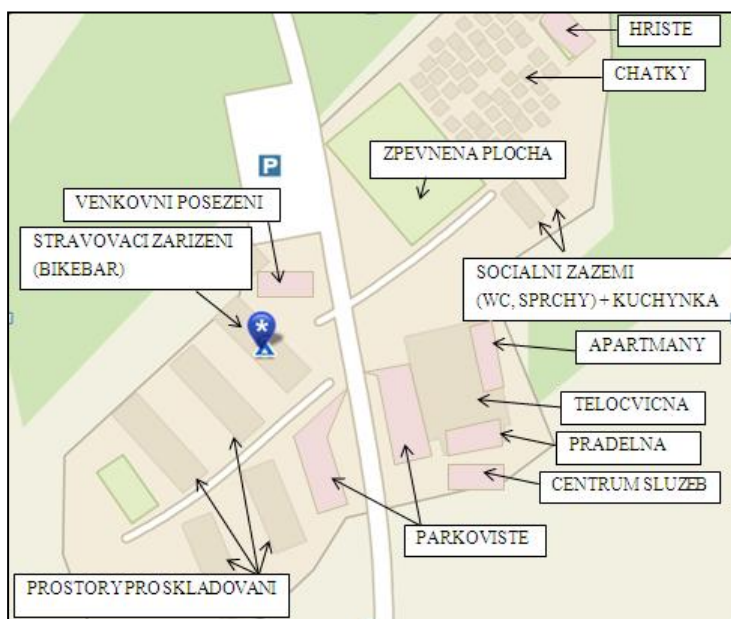 HRISTE
CHATKY
ZPEVNENA PLOCHA
P
VENKOVNI POSEZENI
STRAVOVACI ZARIZENI
(BIKEBAR)
*
SOCIALNI ZAZEMI
(WC, SPRCHY) + KUCHYNKA
APARTMANY
TELOCVICNA
PRADELNA
CENTRUM SLUZEB
PARKOVISTE
PROSTORY PRO SKLADOVANI